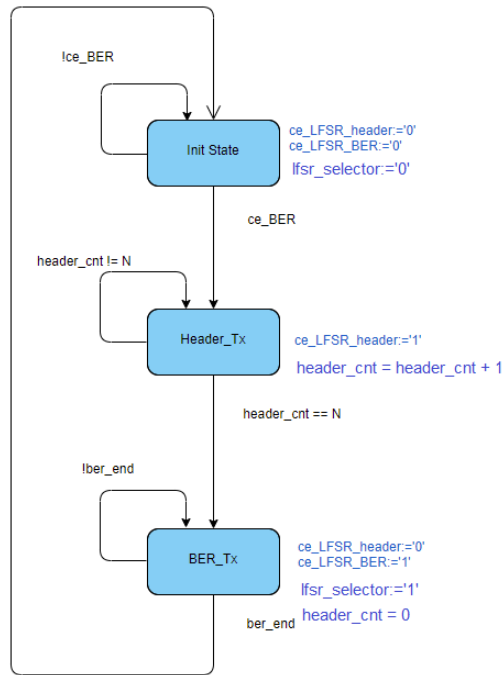 !ce_BER
Init State
ce_LFSR_header:='0'
ce_LFSR_BER:='0'
lfsr_selector:='0'
ce_BER
header_cnt != N
Header_Tx
ce_LFSR_header:='1'
header_cnt = header_cnt + 1
header_cnt == N
!ber_end
BER_Tx
ce_LFSR_header:='0'
ce_LFSR_BER:='1'
lfsr_selector:='1'
header_cnt = 0
ber_end